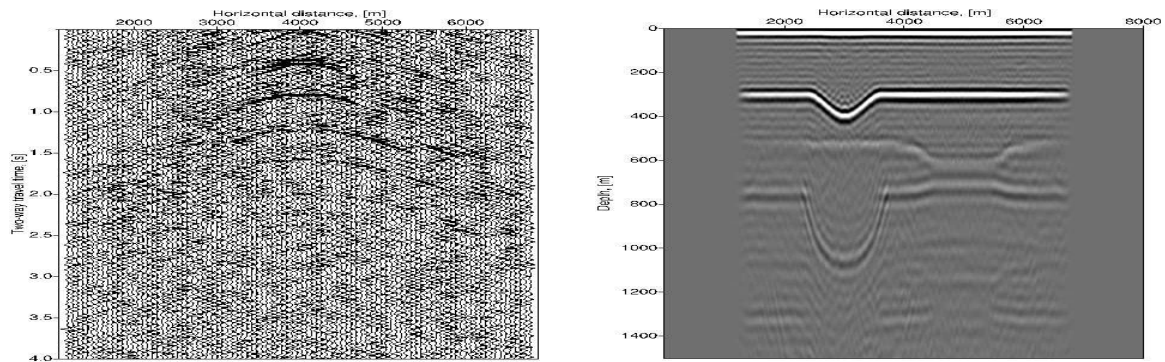 Horizontal distance, [m]
2000 3000 4000 5000 6000
0.5
1.0
1.5
2.0
2.5
3.0
3.5
4.0
Two-way travel time, [s]
Horizontal distance, [m]
2000 4000 6000 8000
0
200
400
600
800
1000
1200
1400
Depth, [m]